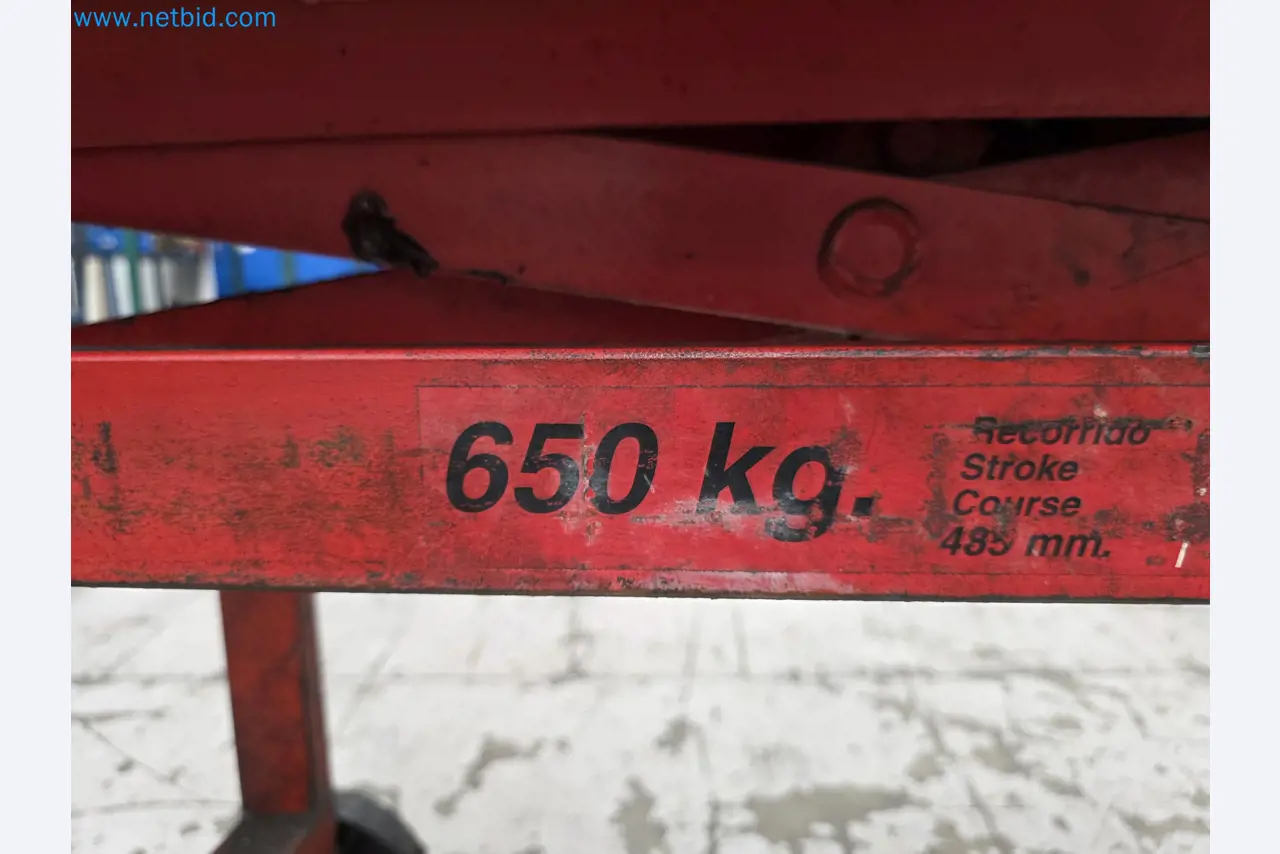 www.netbid.com
650 kg.
Recorrido
Stroke
Course
485 mm.